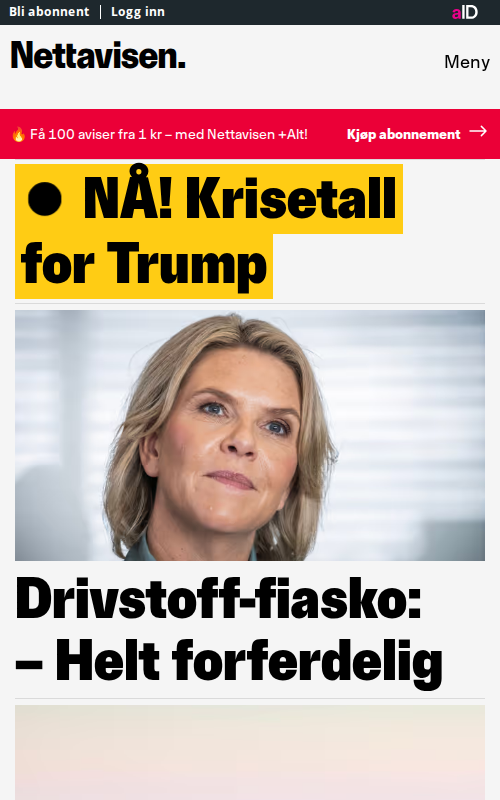 Bli abonnent | Logg inn
aID
Nettavisen.
Meny
🔥 Få 100 aviser fra 1 kr – med Nettavisen +Alt!
Kjøp abonnement →
● NÅ! Krisetall
for Trump
Drivstoff-fiasko:
– Helt forferdelig